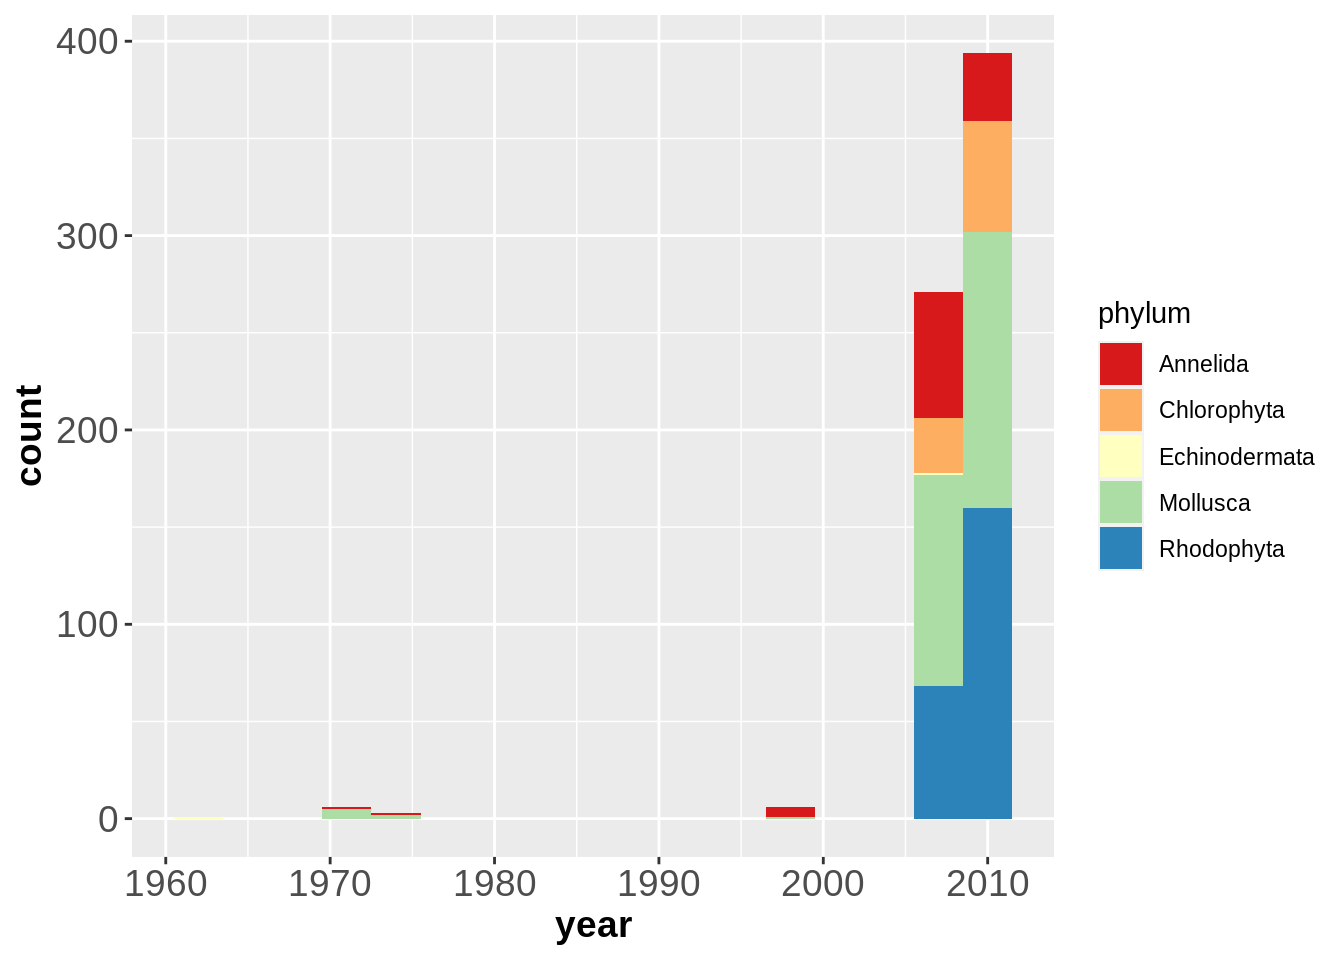 400
300
200
100
0
count
1960 1970 1980 1990 2000 2010
year
phylum
Annelida
Chlorophyta
Echinodermata
Mollusca
Rhodophyta